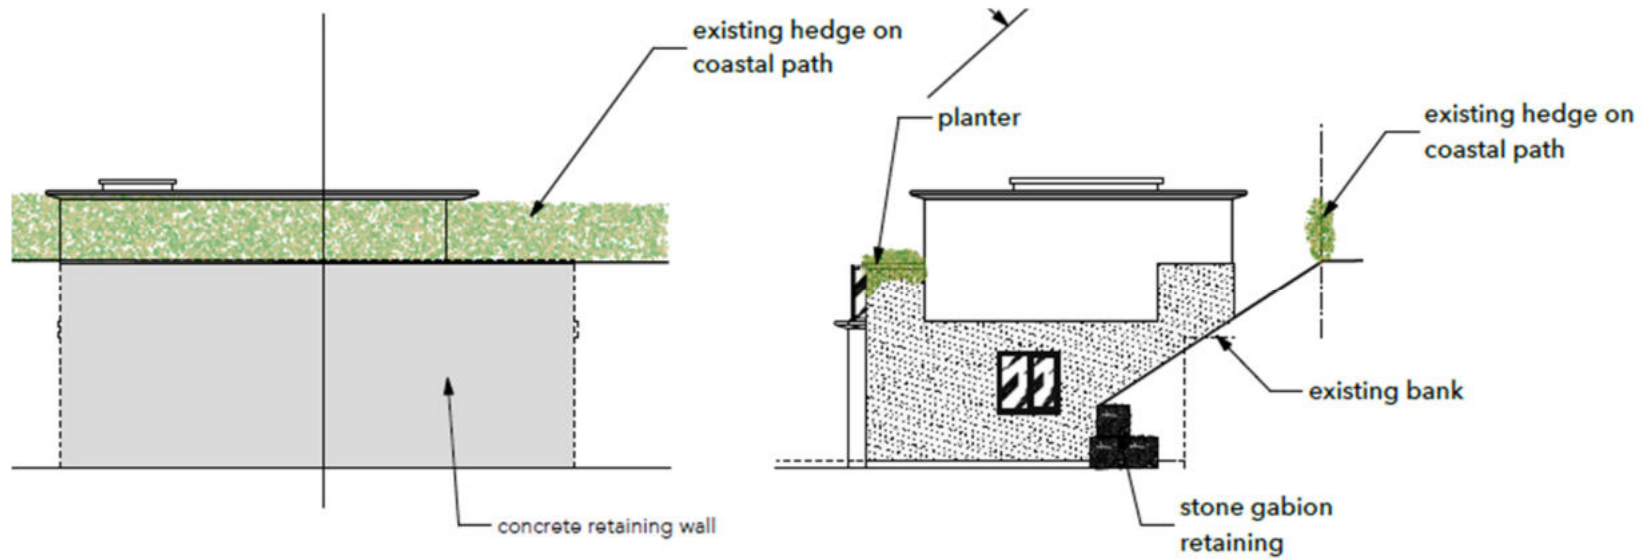 existing hedge on
coastal path
concrete retaining wall
planter
existing hedge on
coastal path
existing bank
stone gabion
retaining